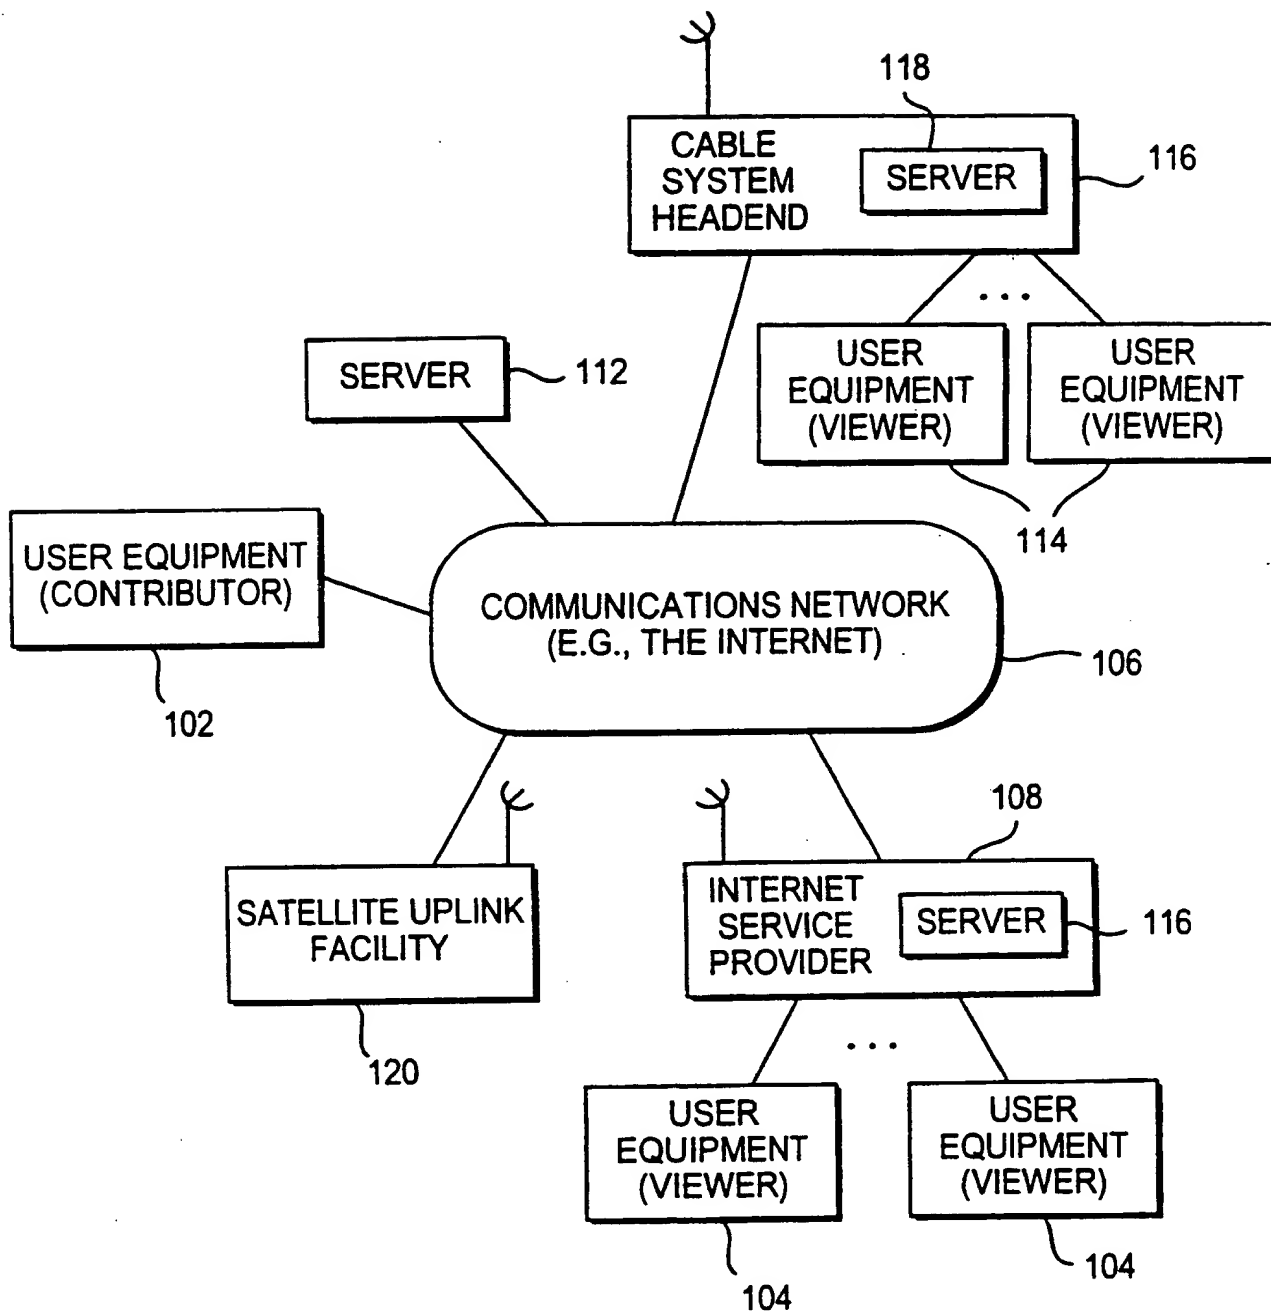 118
CABLE
SYSTEM
HEADEND
SERVER
116
USER
EQUIPMENT
(VIEWER)
USER
EQUIPMENT
(VIEWER)
114
SERVER
112
USER EQUIPMENT
(CONTRIBUTOR)
102
COMMUNICATIONS NETWORK
(E.G., THE INTERNET)
106
SATELLITE UPLINK
FACILITY
120
108
INTERNET
SERVICE
PROVIDER
SERVER
116
USER
EQUIPMENT
(VIEWER)
104
USER
EQUIPMENT
(VIEWER)
104